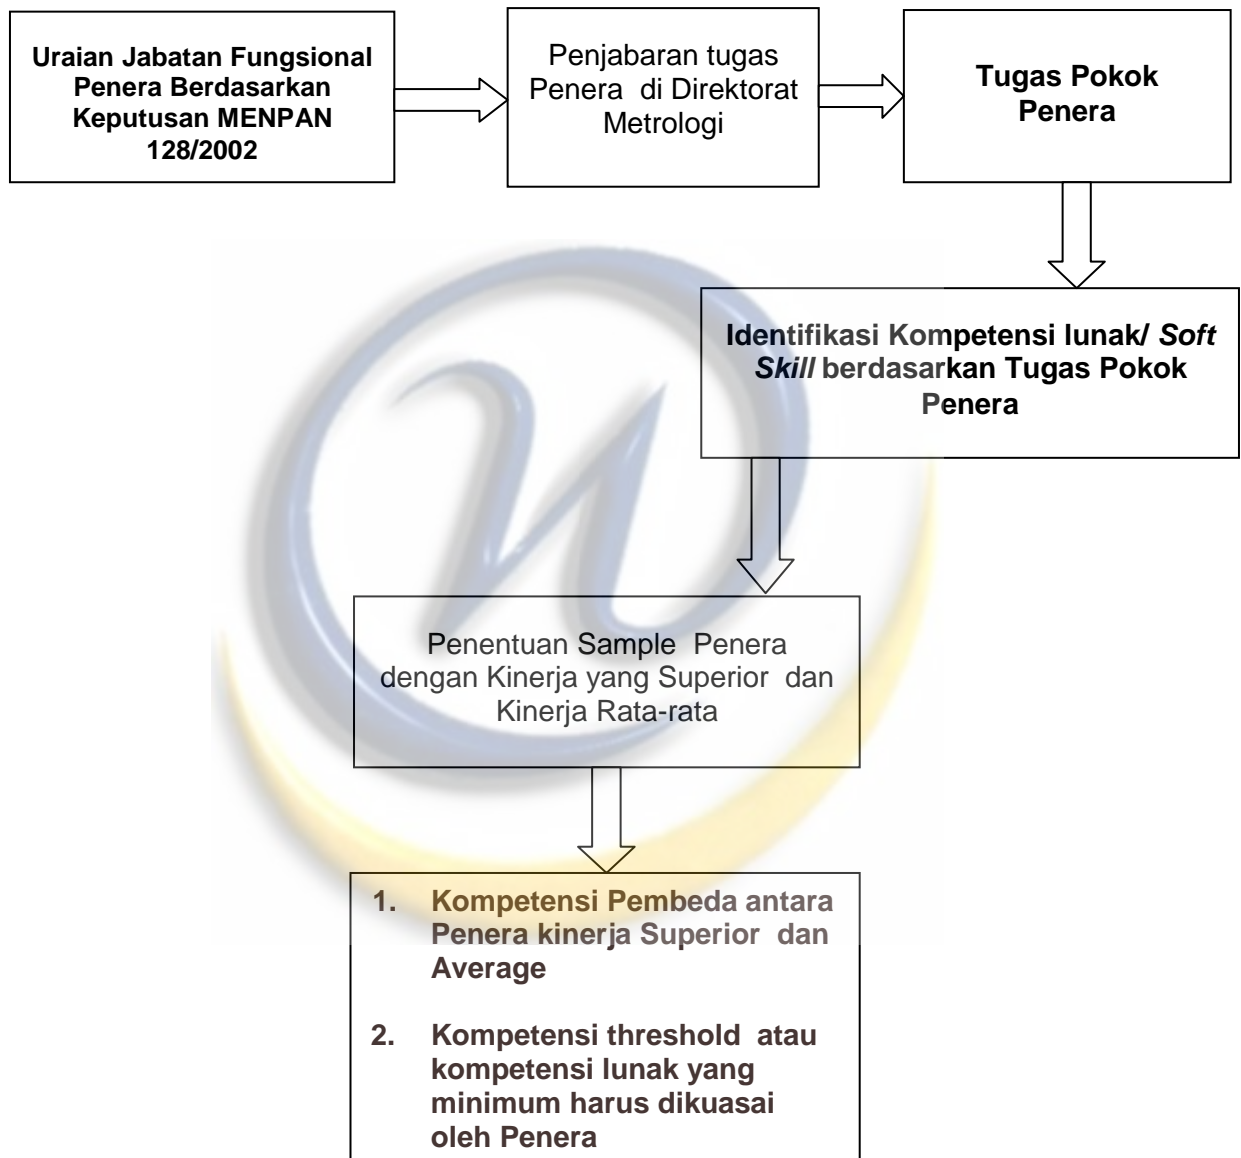 Uraian Jabatan Fungsional
Penera Berdasarkan
Keputusan MENPAN
128/2002
Penjabaran tugas
Penera di Direktorat
Metrologi
Tugas Pokok
Penera
Identifikasi Kompetensi lunak/ Soft
Skill berdasarkan Tugas Pokok
Penera
Penentuan Sample Penera
dengan Kinerja yang Superior dan
Kinerja Rata-rata
1. Kompetensi Pembeda antara
Penera kinerja Superior dan
Average
2. Kompetensi threshold atau
kompetensi lunak yang
minimum harus dikuasai
oleh Penera